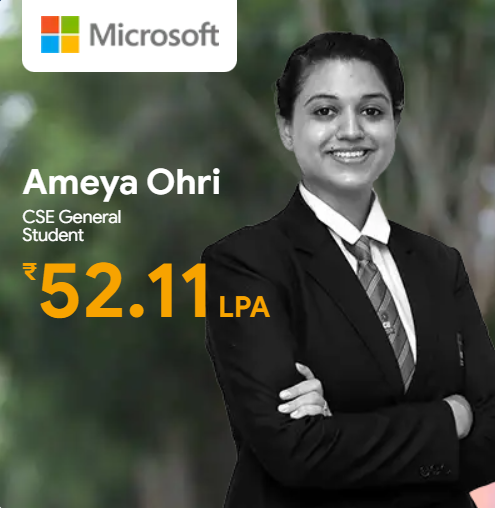 Microsoft
Ameya Ohri
CSE General
Student
₹52.11 LPA